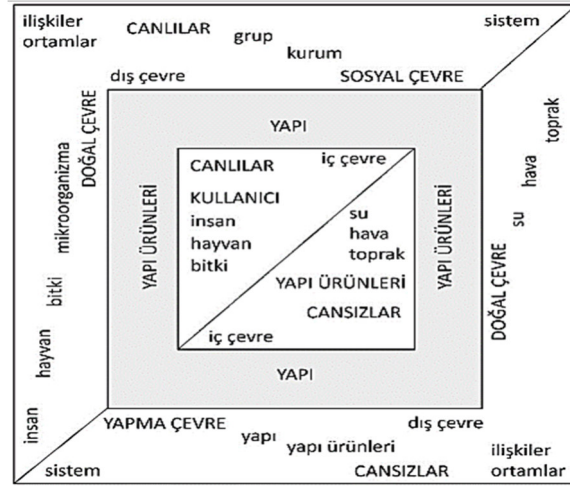 ilişkiler
ortamlar
CANLILAR
grup
kurum
sistem
dış çevre
SOSYAL ÇEVRE
DOĞAL ÇEVRE
mikroorganizma
bitki
hayvan
insan
toprak
hava
su
DOĞAL ÇEVRE
YAPI
YAPI ÜRÜNLERİ
YAPI ÜRÜNLERİ
CANLILAR
iç çevre
KULLANICI
insan
hayvan
bitki
su
hava
toprak
YAPI ÜRÜNLERİ
CANSIZLAR
iç çevre
YAPI
YAPMA ÇEVRE
dış çevre
yapı
yapı ürünleri
ilişkiler
ortamlar
sistem
CANSIZLAR